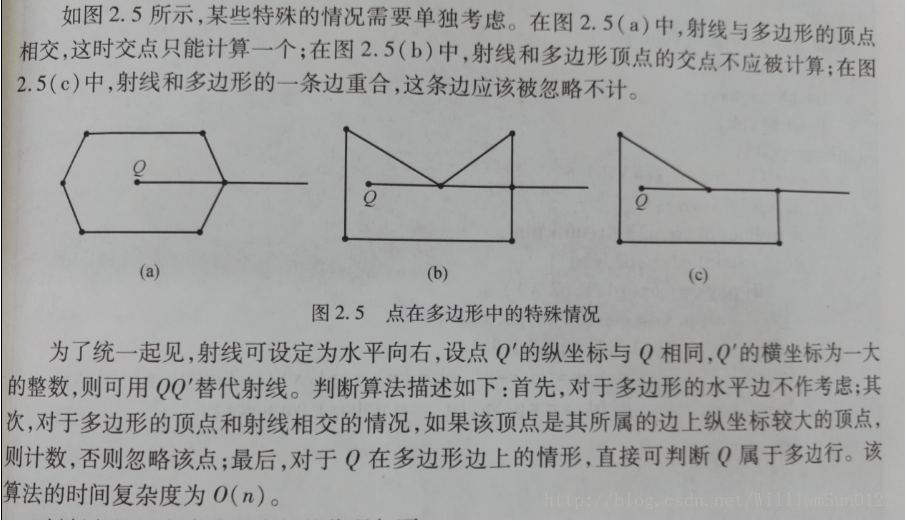 如图 2.5 所示,某些特殊的情况需要单独考虑。在图 2.5(a)中,射线与多边形的顶点
相交,这时交点只能计算一个;在图 2.5(b)中,射线和多边形顶点的交点不应被计算;在图
2.5(c)中,射线和多边形的一条边重合,这条边应该被忽略不计。
Q
Q
Q
(a)
(b)
(c)
图 2.5 点在多边形中的特殊情况
为了统一起见,射线可设定为水平向右,设点 Q′的纵坐标与 Q 相同,Q′的横坐标为一大
的整数,则可用 QQ′替代射线。判断算法描述如下:首先,对于多边形的水平边不作考虑;其
次,对于多边形的顶点和射线相交的情况,如果该顶点是其所属的边上纵坐标较大的顶点,
则计数,否则忽略该点;最后,对于 Q 在多边形边上的情形,直接可判断 Q 属于多边行。该
算法的时间复杂度为 O(n)。
http://blog.csdn.net/WilliamSun012